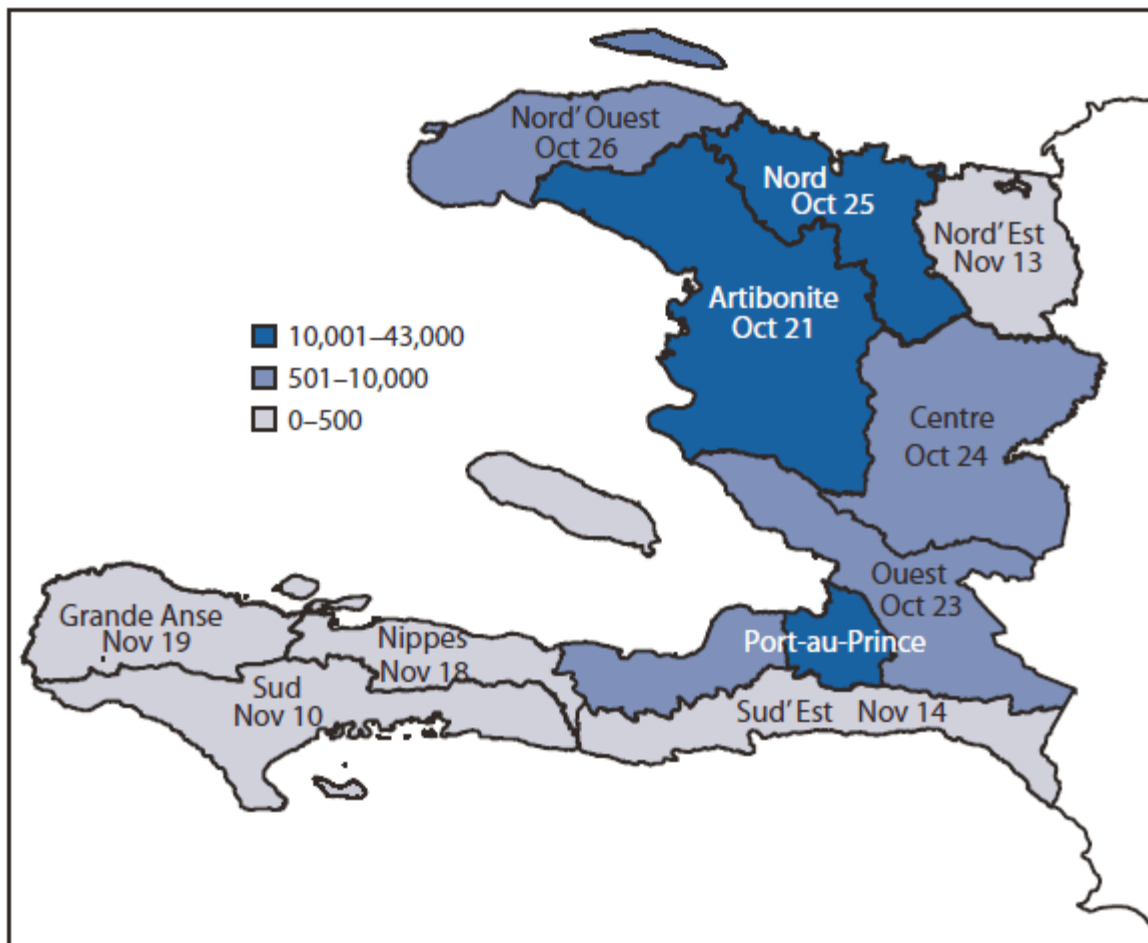 Nord’ Ouest
Oct 26
Nord
Oct 25
Nord’ Est
Nov 13
Artibonite
Oct 21
10,001–43,000
501–10,000
0–500
Centre
Oct 24
Ouest
Oct 23
Grande Anse
Nov 19
Nippes
Nov 18
Port-au-Prince
Sud
Nov 10
Sud’ Est Nov 14